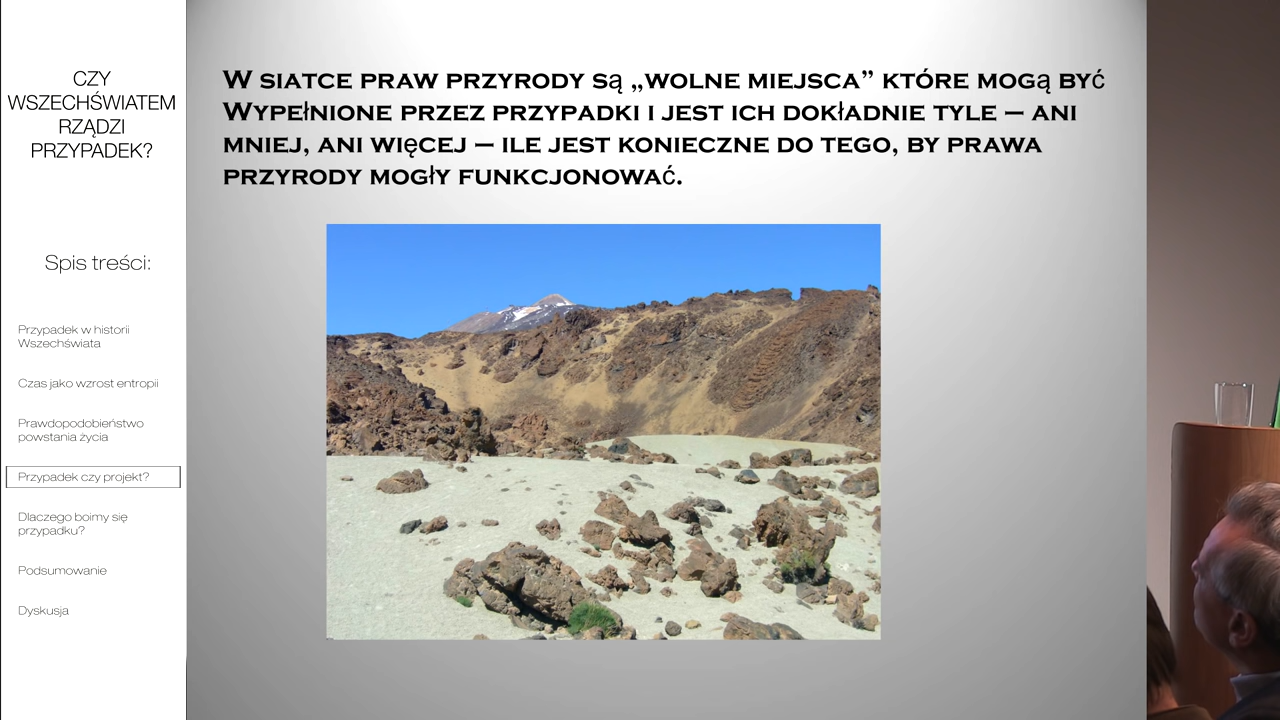 CZY
WSZECHŚWIATEM
RZĄDZI
PRZYPADEK?
Spis treści:
Przypadek w historii
Wszechświata
Czas jako wzrost entropii
Prawdopodobieństwo
powstania życia
Przypadek czy projekt?
Dlaczego boimy się
przypadku?
Podsumowanie
Dyskusja
W SIATCE PRAW PRZYRODY Są „WOLNE MIEJSCA” KTÓRE MOGą BYć
WYPEłNIONE PRZEZ PRZYPADKI I JEST ICH DOKłADNIE TYLE – ANI
MNIEJ, ANI WIęCEJ – ILE JEST KONIECZNE DO TEGO, BY PRAWA
PRZYRODY MOGłY FUNKCJONOWAć.